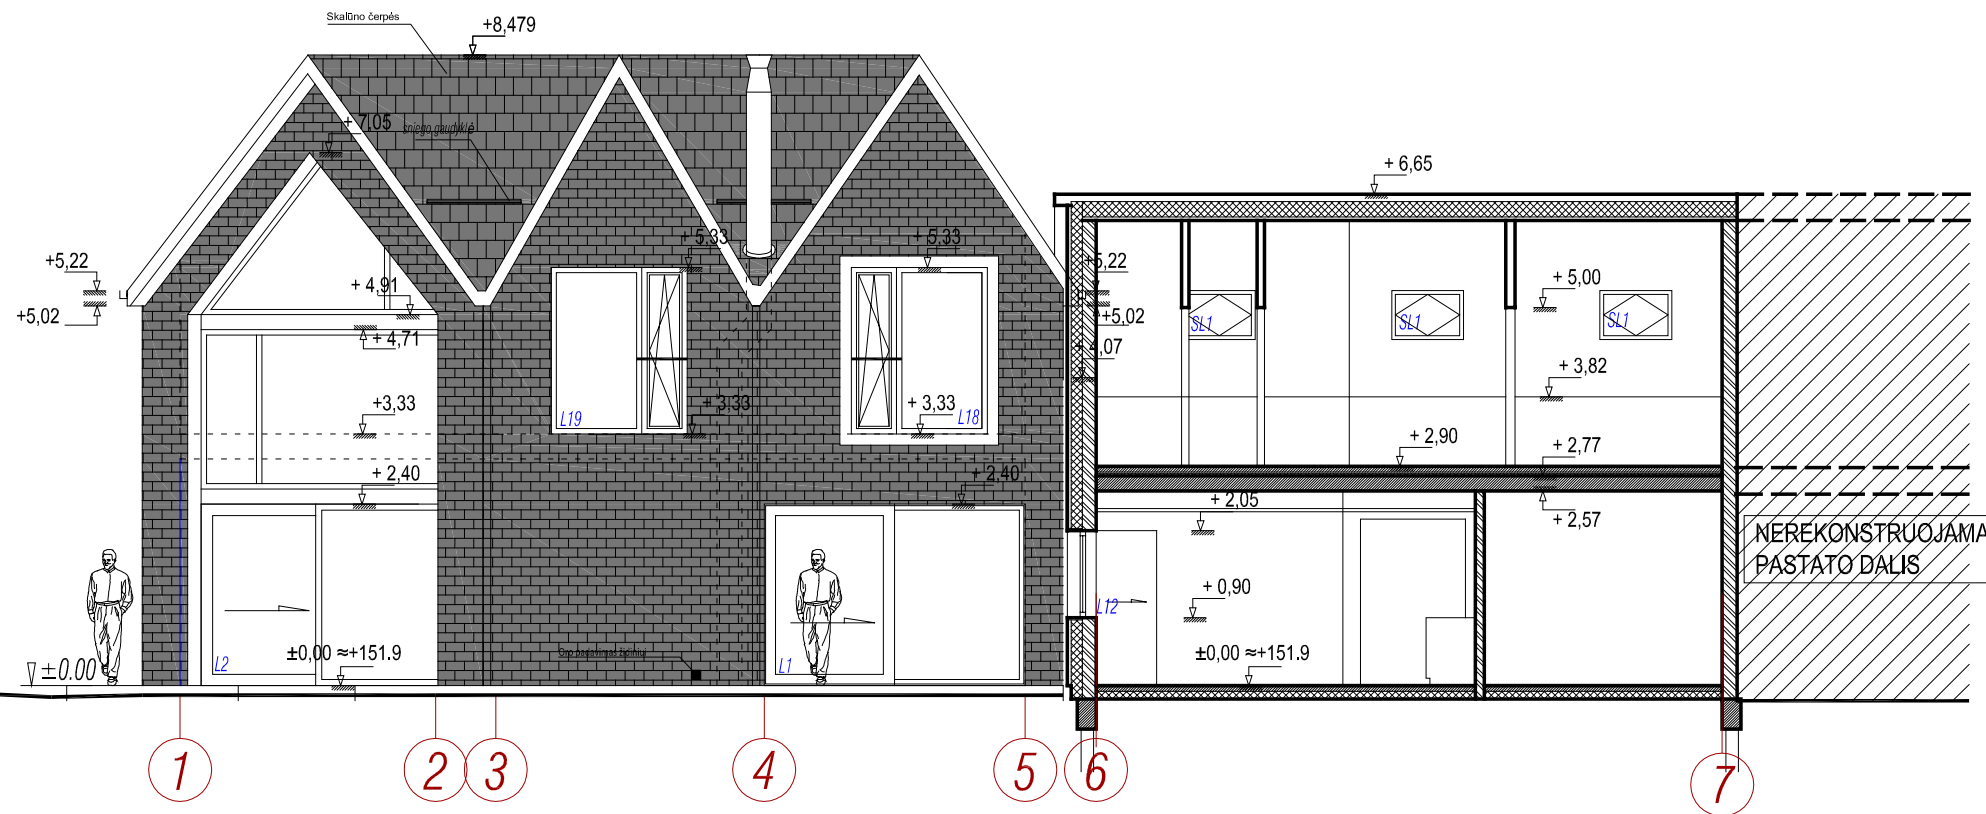 Skalūno čerpės
+8,479
+ 7,05
sniego gaudyklė
+ 6,65
+5,22
+5,02
+ 4,91
+ 4,71
+ 5,33
+ 5,33
+5,22
+5,02
+ 4,07
+ 5,00
SL1
SL1
SL1
+ 3,82
+3,33
+ 3,33
+ 3,33
L19
L18
+ 2,90
+ 2,77
+ 2,40
+ 2,40
+ 2,05
+ 2,57
NEREKONSTRUOJAMA
PASTATO DALIS
+ 0,90
L12
±0,00 ≈+151.9
±0,00 ≈+151.9
Oro padavimas židiniui
L2
L1
±0.00
1
2
3
4
5
6
7